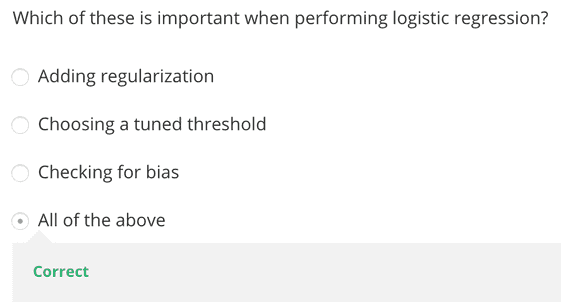 Which of these is important when performing logistic regression?
Adding regularization
Choosing a tuned threshold
Checking for bias
All of the above
Correct